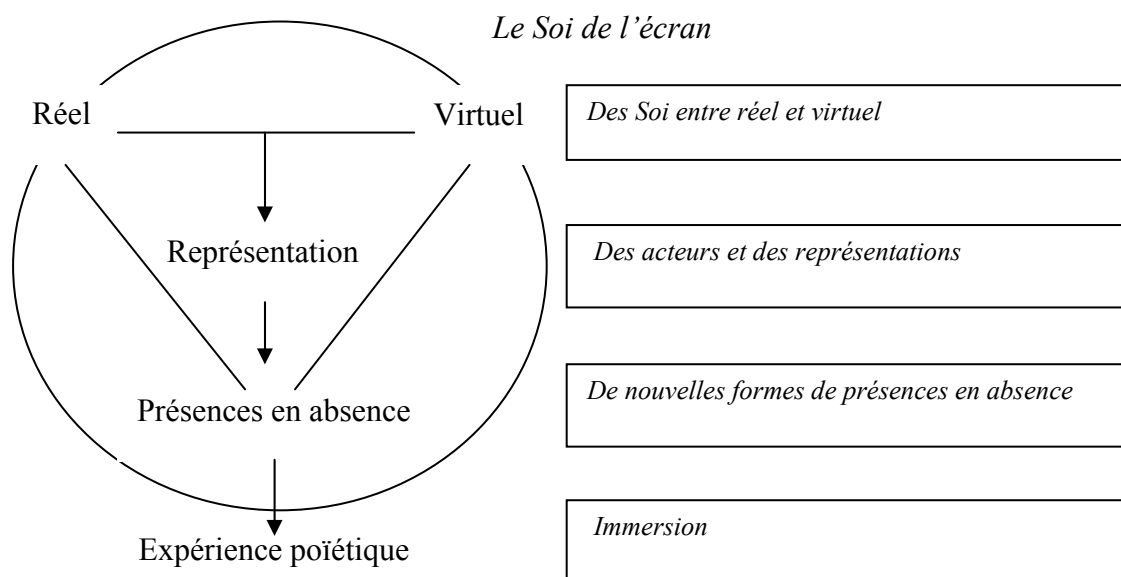 Le Soi de l’écran
Réel
Virtuel
Des Soi entre réel et virtuel
Représentation
Des acteurs et des représentations
Présences en absence
De nouvelles formes de présences en absence
Expérience poïétique
Immersion